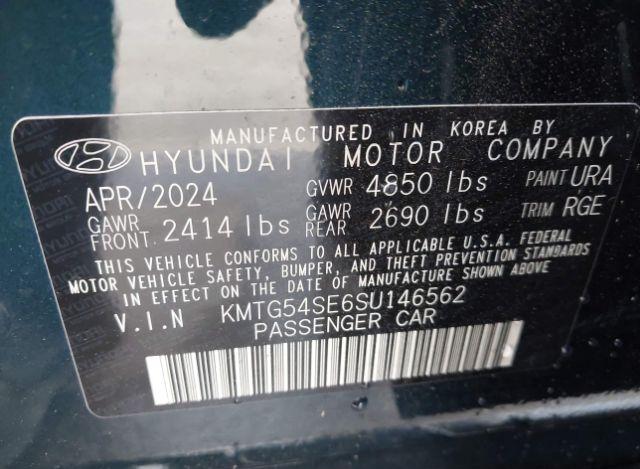 MANUFACTURED IN KOREA BY
HYUNDAI MOTOR COMPANY
APR/2024 GVWR 4850 lbs PAINT URA
GAWR FRONT 2414 lbs GAWR REAR 2690 lbs TRIM RGE
THIS VEHICLE CONFORMS TO ALL APPLICABLE U.S.A. FEDERAL
MOTOR VEHICLE SAFETY, BUMPER, AND THEFT PREVENTION STANDARDS
IN EFFECT ON THE DATE OF MANUFACTURE SHOWN ABOVE
V.I.N KMTG54SE6SU146562
PASSENGER CAR